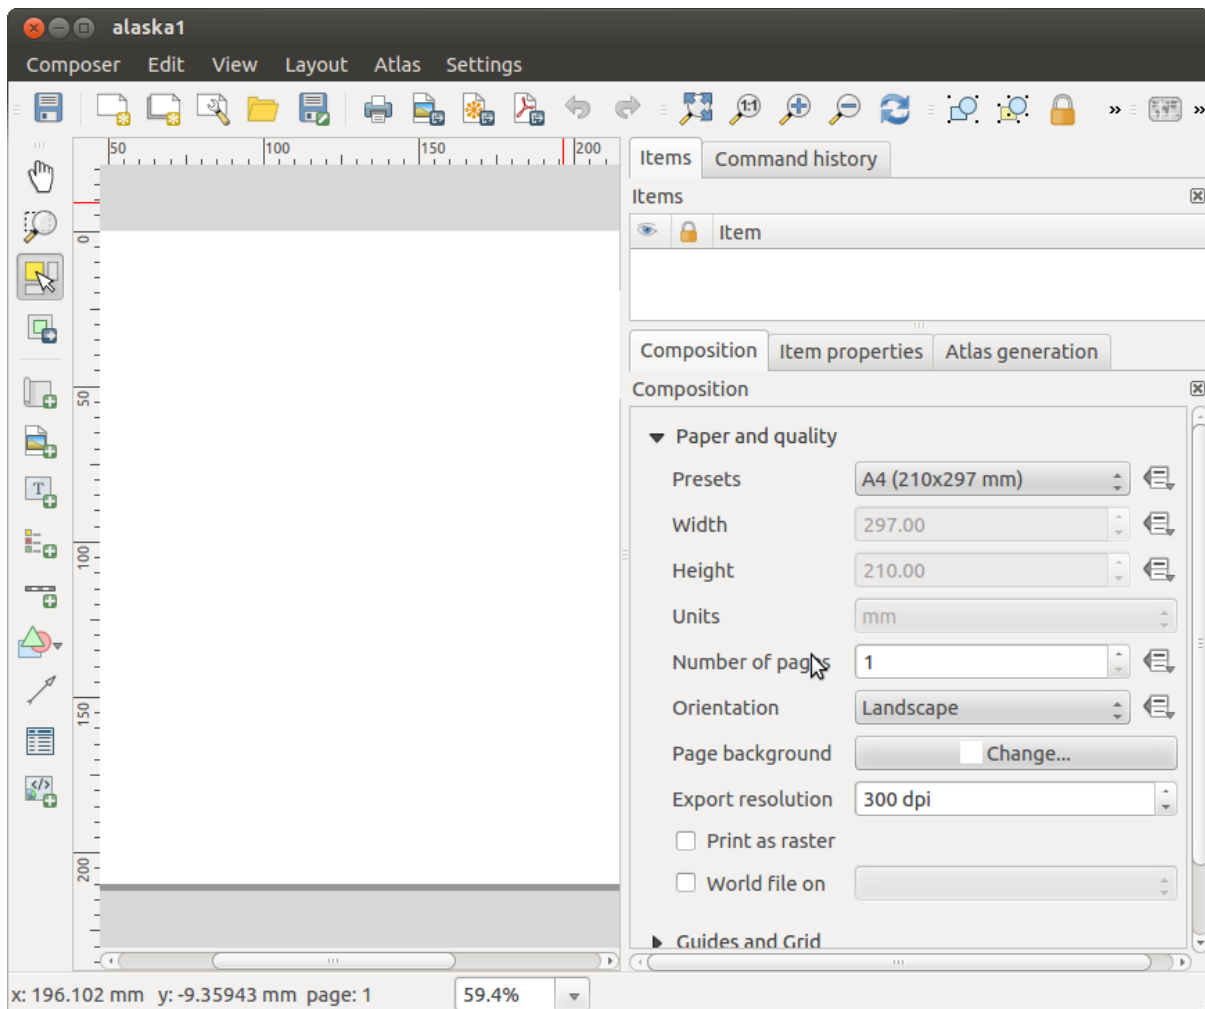 alaska1
Composer Edit View Layout Atlas Settings
1:1 » »
50 100 150 200
Items Command history
Items
Item
0
50
100
150
200
T
</>
Composition Item properties Atlas generation
Composition
Paper and quality
Presets A4 (210x297 mm)
Width 297.00
Height 210.00
Units mm
Number of pages 1
Orientation Landscape
Page background Change...
Export resolution 300 dpi
Print as raster
World file on
Guides and Grid
x: 196.102 mm y: -9.35943 mm page: 1 59.4%